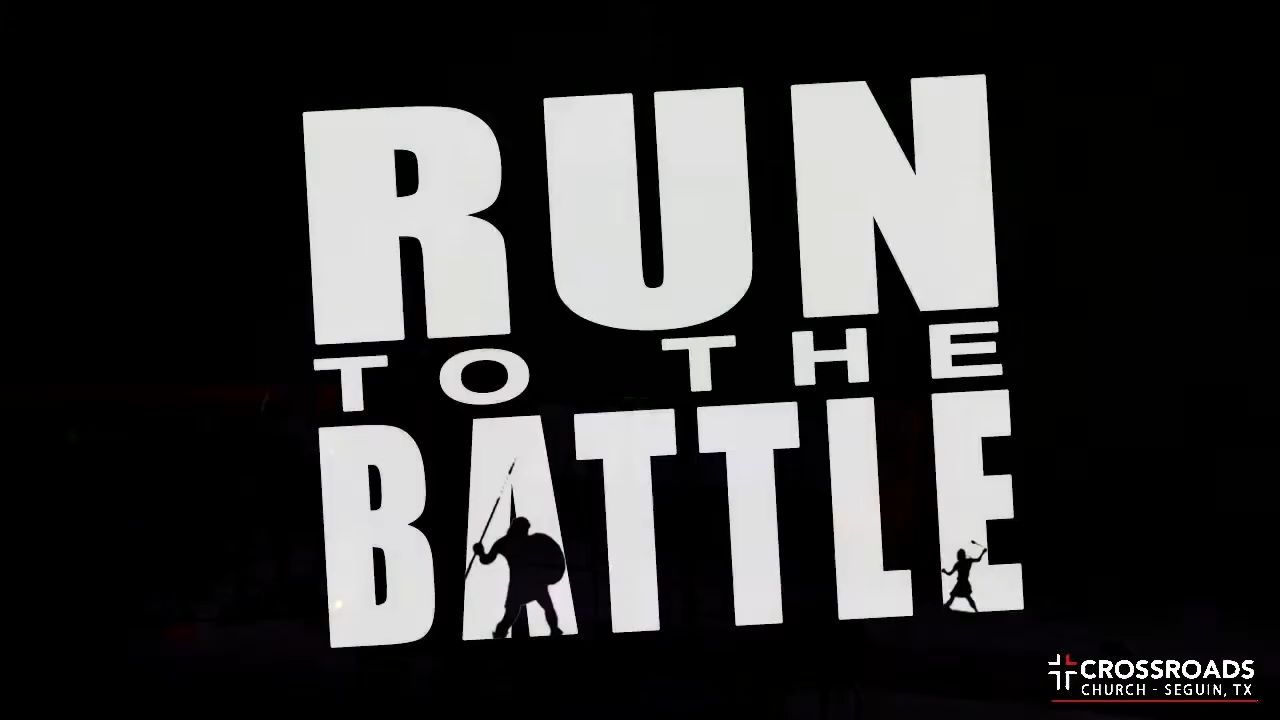 RUN
TO THE
BATTLE
CROSSROADS
CHURCH - SEGUIN, TX